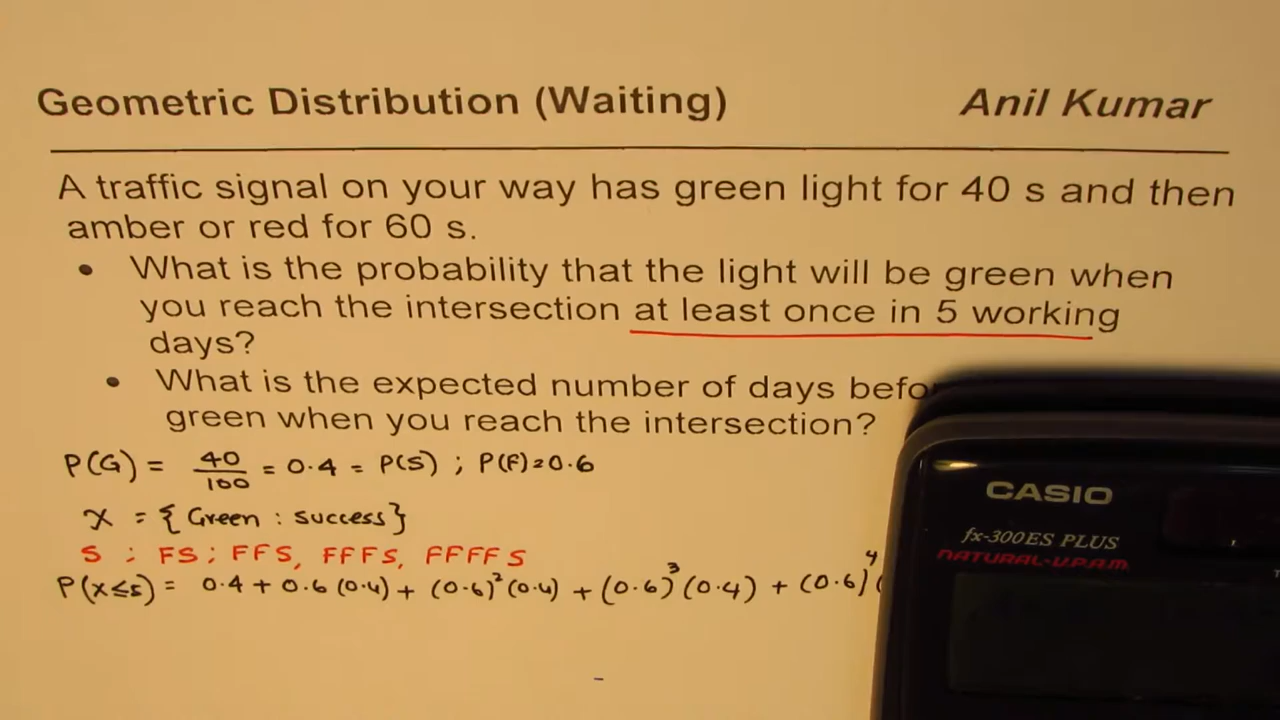 Geometric Distribution (Waiting) Anil Kumar
A traffic signal on your way has green light for 40 s and then
amber or red for 60 s.
• What is the probability that the light will be green when
you reach the intersection at least once in 5 working
days?
• What is the expected number of days befo
green when you reach the intersection?
P(G) = 40/100 = 0.4 = P(S) ; P(F)=0.6
X = {Green : success}
S ; FS ; FFS, FFFS, FFFFS
P(x≤5) = 0.4 + 0.6 (0.4) + (0.6)² (0.4) + (0.6)³ (0.4) + (0.6)⁴ (
CASIO
fx-300ES PLUS
NATURAL-V.P.A.M.